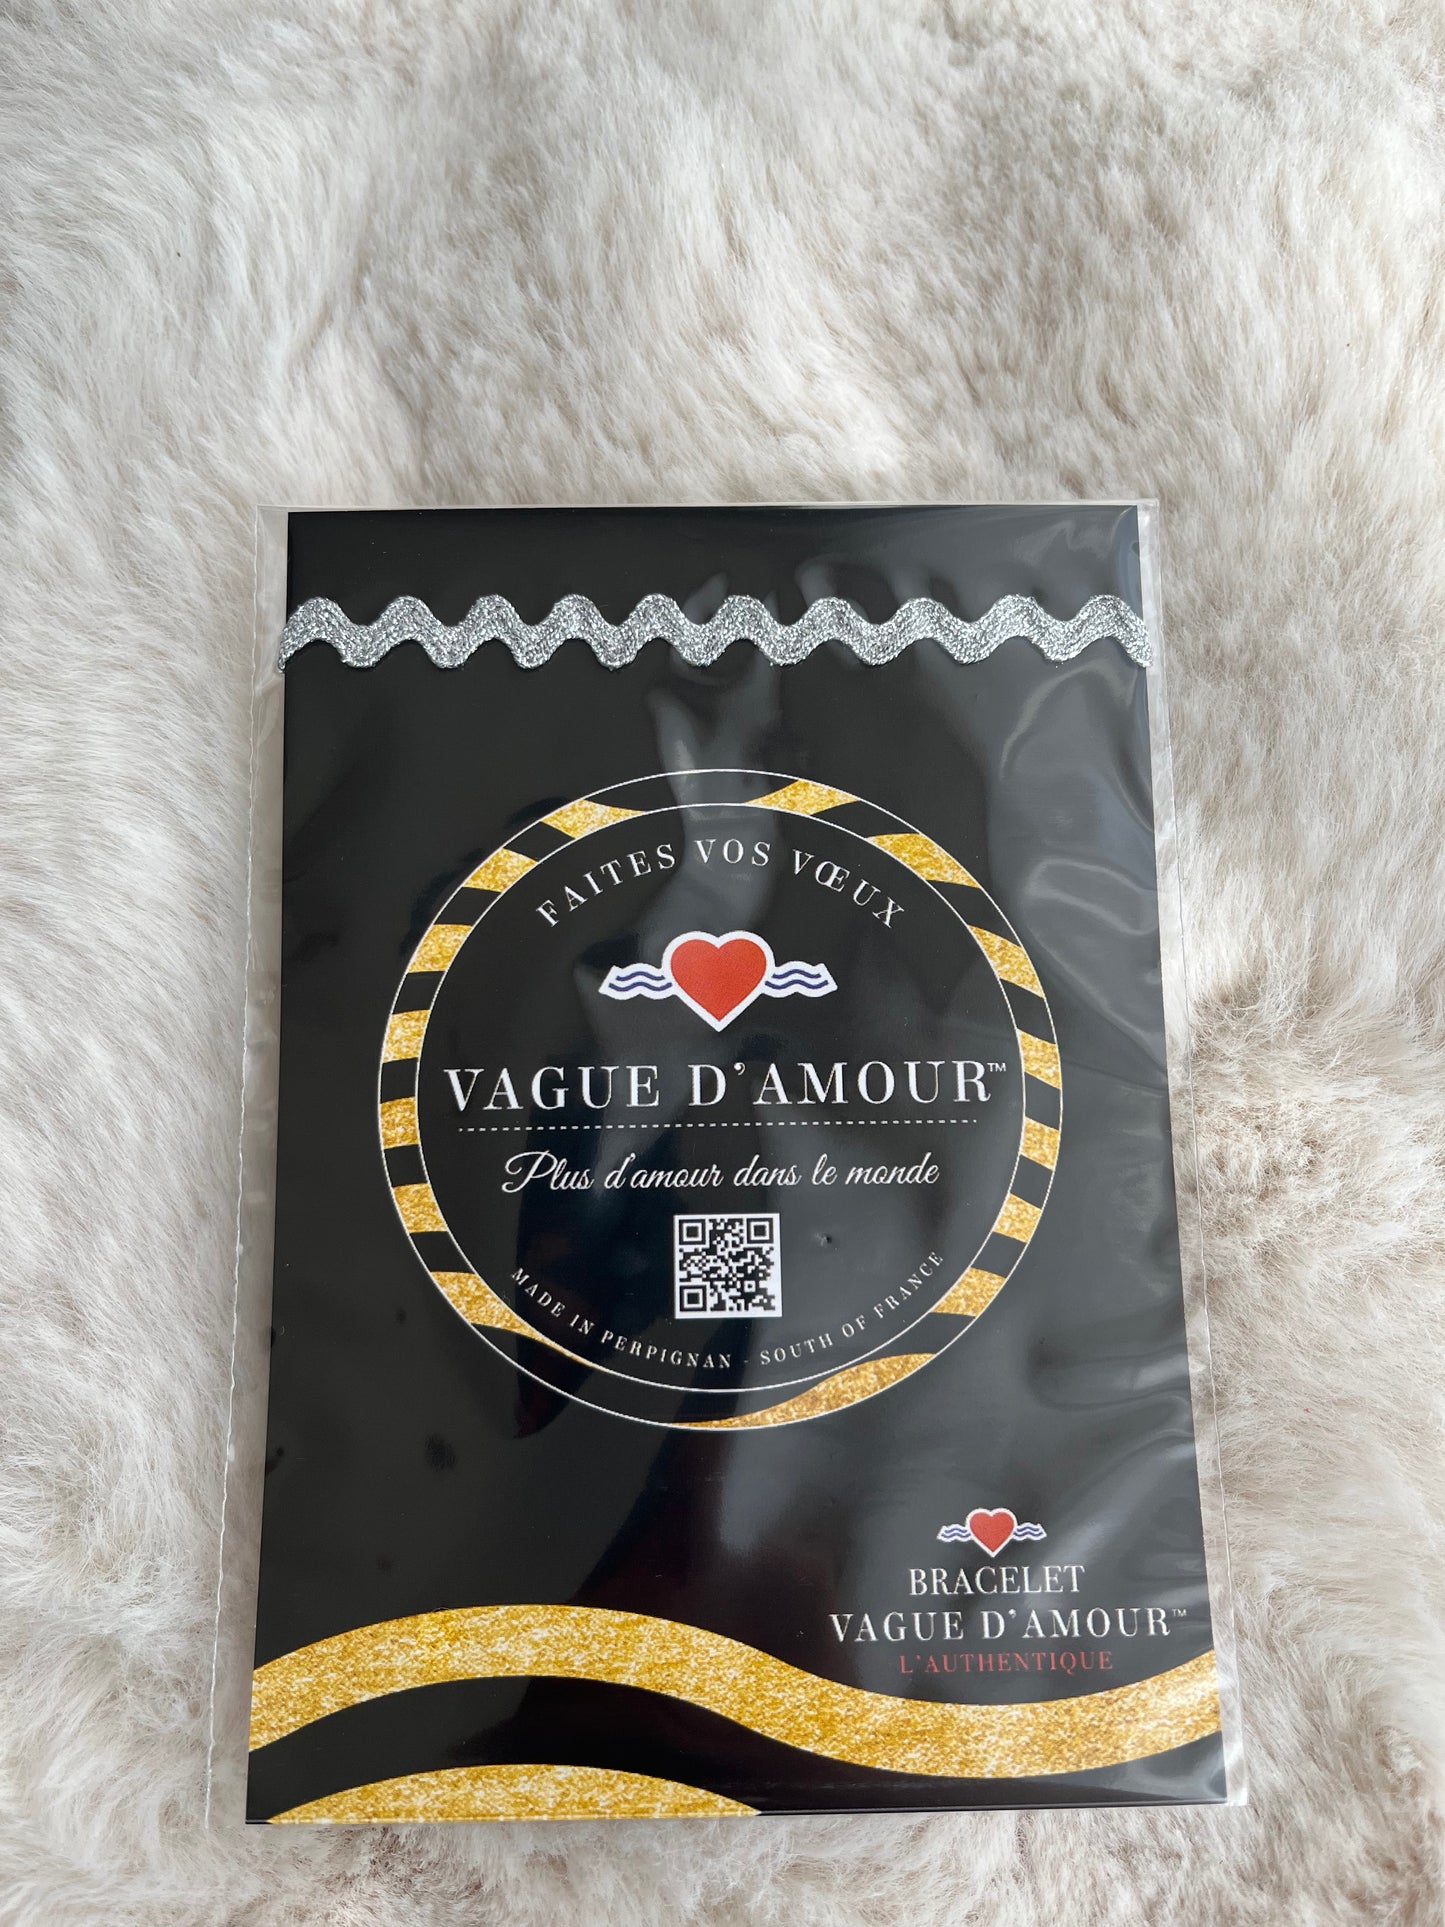 FAITES VOS VŒUX
VAGUE D'AMOUR™
Plus d'amour dans le monde
MADE IN PERPIGNAN - SOUTH OF FRANCE
BRACELET
VAGUE D'AMOUR™
L'AUTHENTIQUE